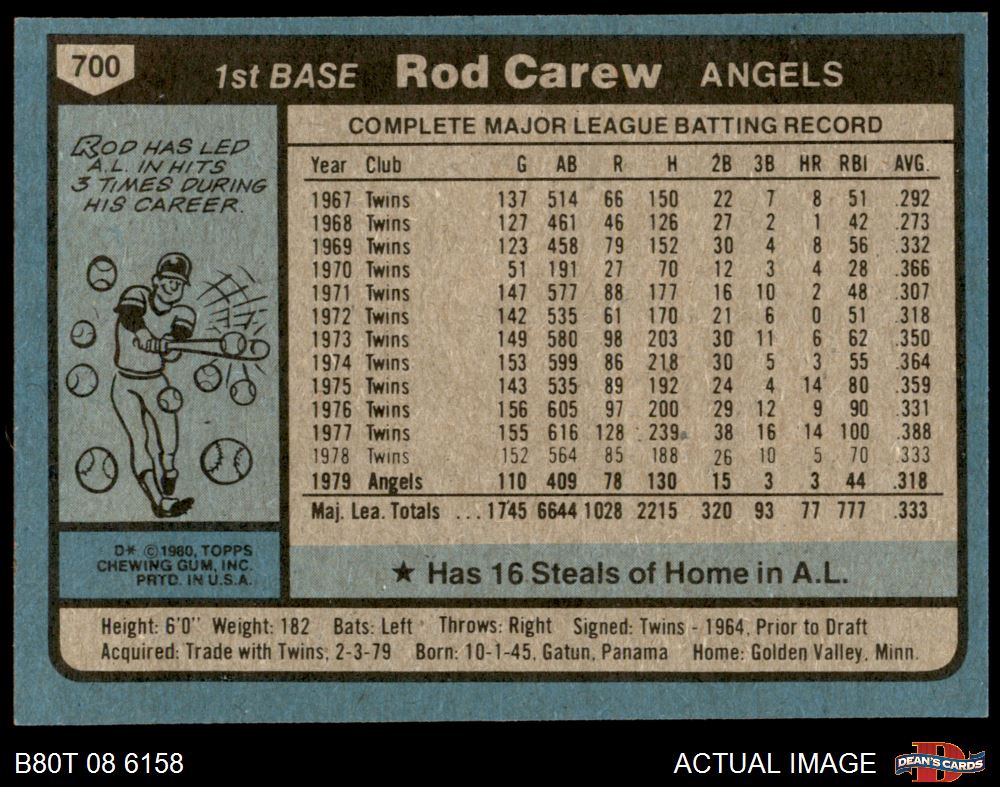 700
1st BASE Rod Carew ANGELS
ROD HAS LED
A.L. IN HITS
3 TIMES DURING
HIS CAREER.
D* © 1980, TOPPS
CHEWING GUM, INC.
PRTD. IN U.S.A.
COMPLETE MAJOR LEAGUE BATTING RECORD
Year Club G AB R H 2B 3B HR RBI AVG.
1967 Twins 137 514 66 150 22 7 8 51 .292
1968 Twins 127 461 46 126 27 2 1 42 .273
1969 Twins 123 458 79 152 30 4 8 56 .332
1970 Twins 51 191 27 70 12 3 4 28 .366
1971 Twins 147 577 88 177 16 10 2 48 .307
1972 Twins 142 535 61 170 21 6 0 51 .318
1973 Twins 149 580 98 203 30 11 6 62 .350
1974 Twins 153 599 86 218 30 5 3 55 .364
1975 Twins 143 535 89 192 24 4 14 80 .359
1976 Twins 156 605 97 200 29 12 9 90 .331
1977 Twins 155 616 128 239 38 16 14 100 .388
1978 Twins 152 564 85 188 26 10 5 70 .333
1979 Angels 110 409 78 130 15 3 3 44 .318
Maj. Lea. Totals ... 1745 6644 1028 2215 320 93 77 777 .333
★ Has 16 Steals of Home in A.L.
Height: 6'0" Weight: 182 Bats: Left Throws: Right Signed: Twins - 1964, Prior to Draft
Acquired: Trade with Twins, 2-3-79 Born: 10-1-45, Gatun, Panama Home: Golden Valley, Minn.
B80T 08 6158
ACTUAL IMAGE
DEAN'S CARDS